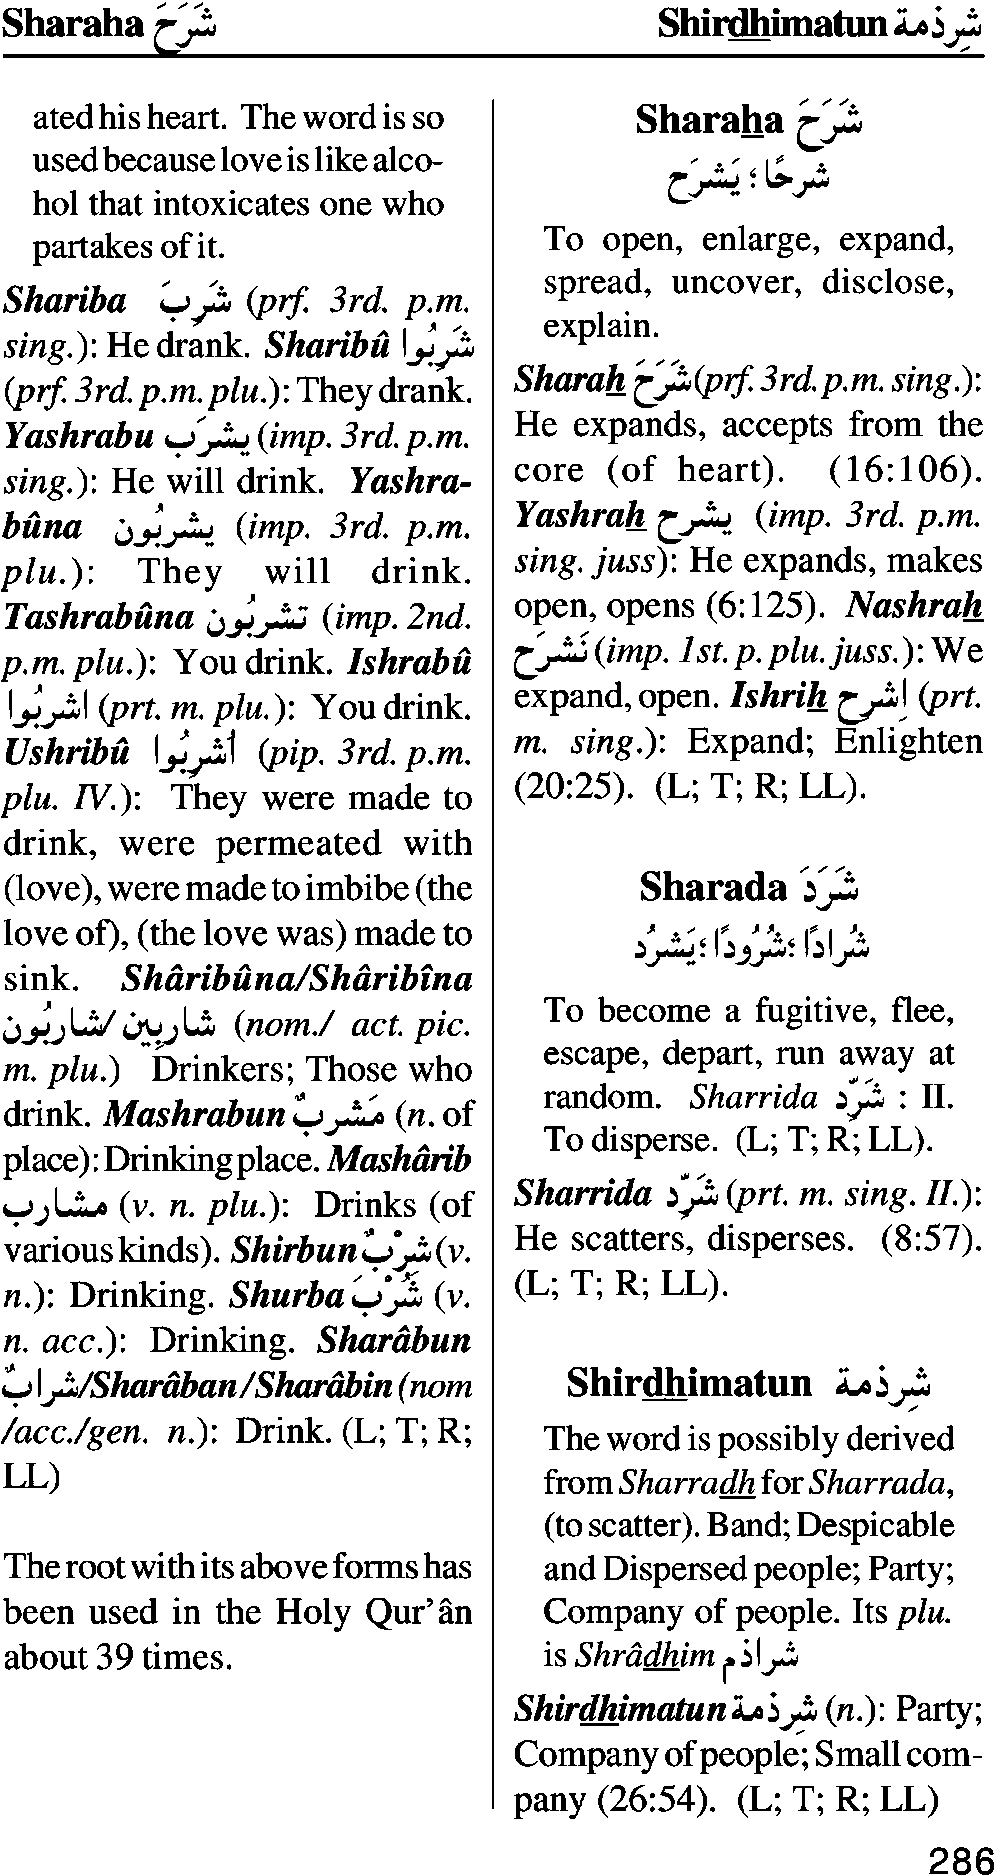 Sharaha شَرَحَ
Shirdhimatun شِرذمة
ated his heart. The word is so
used because love is like alco-
hol that intoxicates one who
partakes of it.
Shariba شَرِبَ (prf. 3rd. p.m.
sing.): He drank. Sharibû شَرِبُوا
(prf. 3rd. p.m. plu.): They drank.
Yashrabu يشرَب (imp. 3rd. p.m.
sing.): He will drink. Yashra-
bûna يشربُون (imp. 3rd. p.m.
plu.): They will drink.
Tashrabûna تشربُون (imp. 2nd.
p.m. plu.): You drink. Ishrabû
اشربُوا (prt. m. plu.): You drink.
Ushribû أشرِبُوا (pip. 3rd. p.m.
plu. IV.): They were made to
drink, were permeated with
(love), were made to imbibe (the
love of), (the love was) made to
sink. Shâribûna/Shâribîna
شاربُون/شاربِين (nom./ act. pic.
m. plu.) Drinkers; Those who
drink. Mashrabun مَشربٌ (n. of
place): Drinking place. Mashârib
مشارب (v. n. plu.): Drinks (of
various kinds). Shirbun شِرْبٌ (v.
n.): Drinking. Shurba شُرْبَ (v.
n. acc.): Drinking. Sharâbun
شرابٌ/Sharâban/Sharâbin (nom
/acc./gen. n.): Drink. (L; T; R;
LL)
The root with its above forms has
been used in the Holy Qur’ân
about 39 times.
Sharaha شَرَحَ
شرحًا؛ يَشرَح
To open, enlarge, expand,
spread, uncover, disclose,
explain.
Sharah شَرَحَ (prf. 3rd. p.m. sing.):
He expands, accepts from the
core (of heart). (16:106).
Yashrah يشرح (imp. 3rd. p.m.
sing. juss): He expands, makes
open, opens (6:125). Nashrah
نَشرَح (imp. 1st. p. plu. juss.): We
expand, open. Ishrih اِشرح (prt.
m. sing.): Expand; Enlighten
(20:25). (L; T; R; LL).
Sharada شَرَدَ
شُرادًا؛ شُرُودًا؛ يَشرُد
To become a fugitive, flee,
escape, depart, run away at
random. Sharrida شَرِّد : II.
To disperse. (L; T; R; LL).
Sharrida شَرِّد (prt. m. sing. II.):
He scatters, disperses. (8:57).
(L; T; R; LL).
Shirdhimatun شِرذمة
The word is possibly derived
from Sharradh for Sharrada,
(to scatter). Band; Despicable
and Dispersed people; Party;
Company of people. Its plu.
is Shrâdhim شراذم
Shirdhimatun شِرذمة (n.): Party;
Company of people; Small com-
pany (26:54). (L; T; R; LL)
286